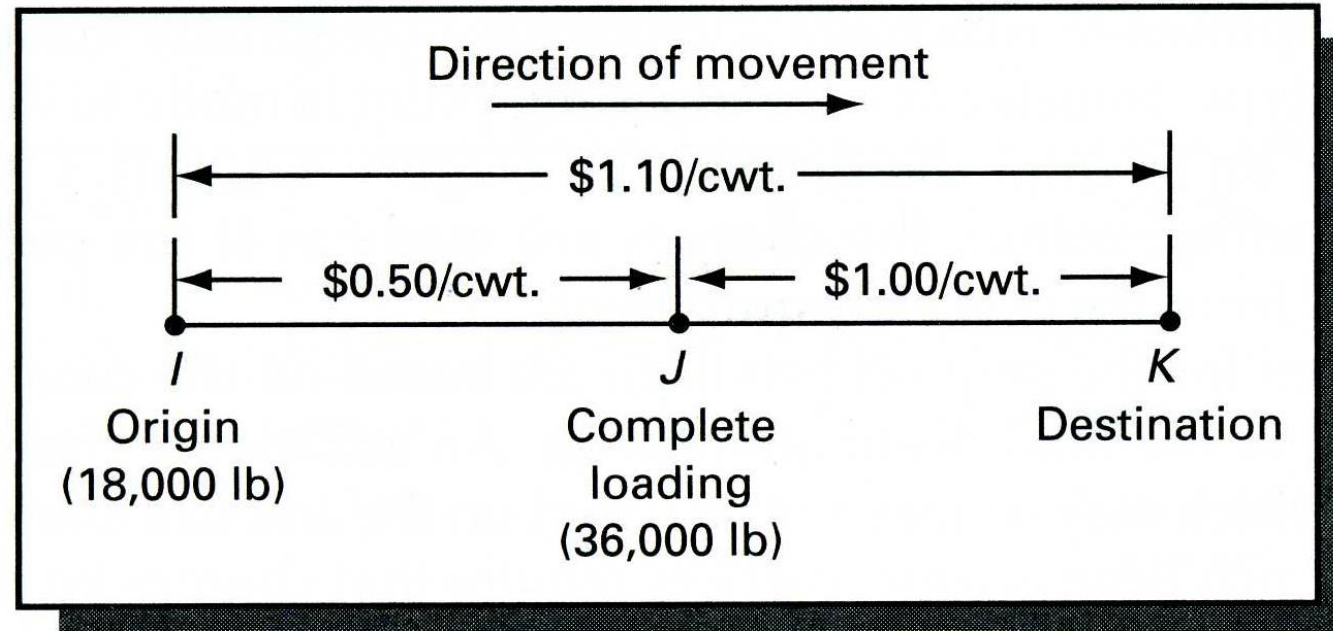 Direction of movement
$1.10/cwt.
$0.50/cwt. $1.00/cwt.
I J K
Origin Complete Destination
(18,000 lb) loading
(36,000 lb)